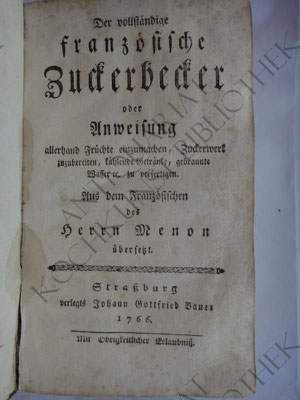 Der vollständige
französische
Zuckerbecker
oder
Anweisung
allerhand Früchte einzumachen, Zuckerwerk
zuzubereiten, kühlende Getränke, gebrannte
Wasser ꝛc. zu verfertigen.
Aus dem Französischen
des
Herrn Menon
übersetzt.
Straßburg
verlegts Johann Gottfried Bauer
1766.
Mit Obrigkeitlicher Erlaubniß.